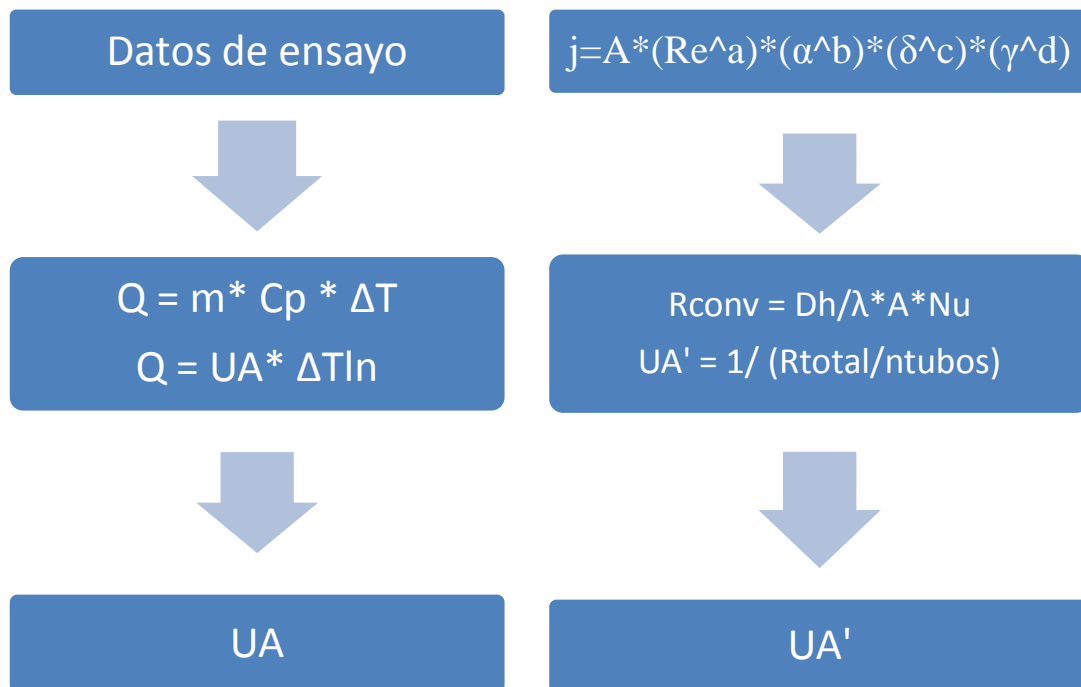 Datos de ensayo
Q = m* Cp * ΔT
Q = UA* ΔTln
UA
j=A*(Re^a)*(α^b)*(δ^c)*(γ^d)
Rconv = Dh/λ*A*Nu
UA' = 1/ (Rtotal/ntubos)
UA'